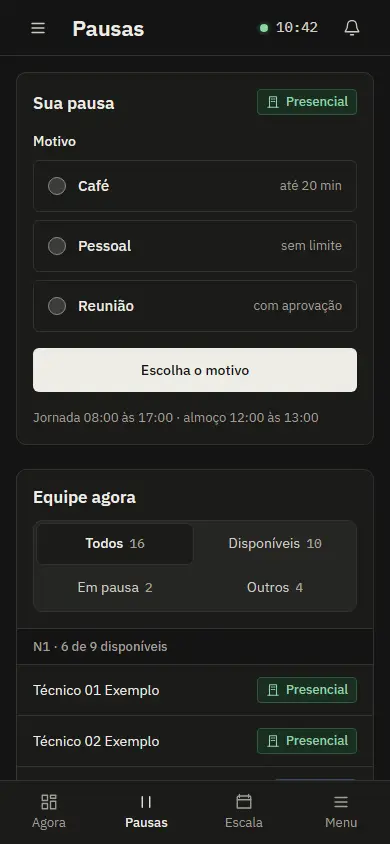 Pausas
10:42
Sua pausa
Presencial
Motivo
Café até 20 min
Pessoal sem limite
Reunião com aprovação
Escolha o motivo
Jornada 08:00 às 17:00 · almoço 12:00 às 13:00
Equipe agora
Todos 16
Disponíveis 10
Em pausa 2
Outros 4
N1 · 6 de 9 disponíveis
Técnico 01 Exemplo Presencial
Técnico 02 Exemplo Presencial
Agora
Pausas
Escala
Menu